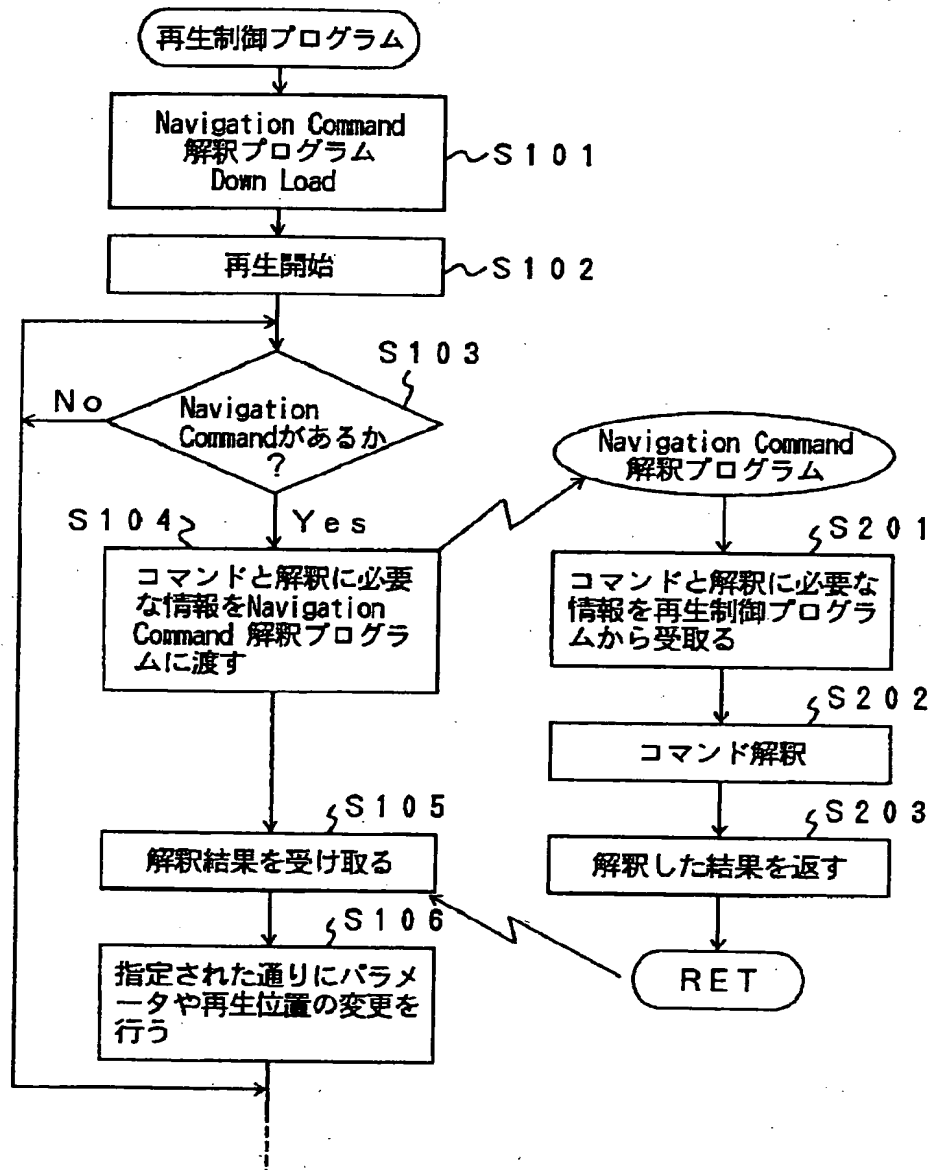 再生制御プログラム
Navigation Command
解釈プログラム
Down Load
S101
再生開始
S102
S103
No
Navigation
Commandがあるか
?
Yes
S104
コマンドと解釈に必要
な情報をNavigation
Command 解釈プログラ
ムに渡す
S105
解釈結果を受け取る
S106
指定された通りにパラメ
ータや再生位置の変更を
行う
Navigation Command
解釈プログラム
S201
コマンドと解釈に必要な
情報を再生制御プログラ
ムから受取る
S202
コマンド解釈
S203
解釈した結果を返す
RET